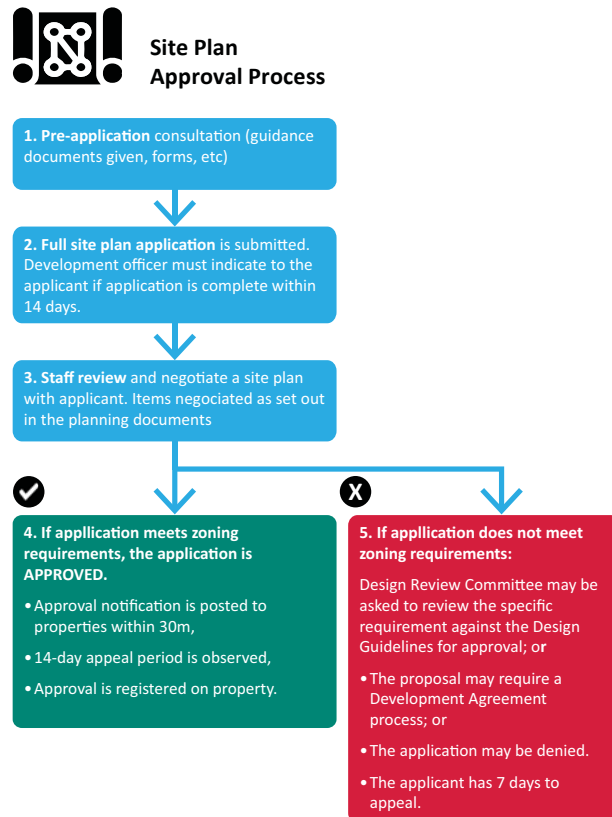 Site Plan
Approval Process
1. Pre-application consultation (guidance
documents given, forms, etc)
2. Full site plan application is submitted.
Development officer must indicate to the
applicant if application is complete within
14 days.
3. Staff review and negotiate a site plan
with applicant. Items negociated as set out
in the planning documents
4. If appllication meets zoning
requirements, the application is
APPROVED.
• Approval notification is posted to
properties within 30m,
• 14-day appeal period is observed,
• Approval is registered on property.
X
5. If appllication does not meet
zoning requirements:
Design Review Committee may be
asked to review the specific
requirement against the Design
Guidelines for approval; or
• The proposal may require a
Development Agreement
process; or
• The application may be denied.
• The applicant has 7 days to
appeal.